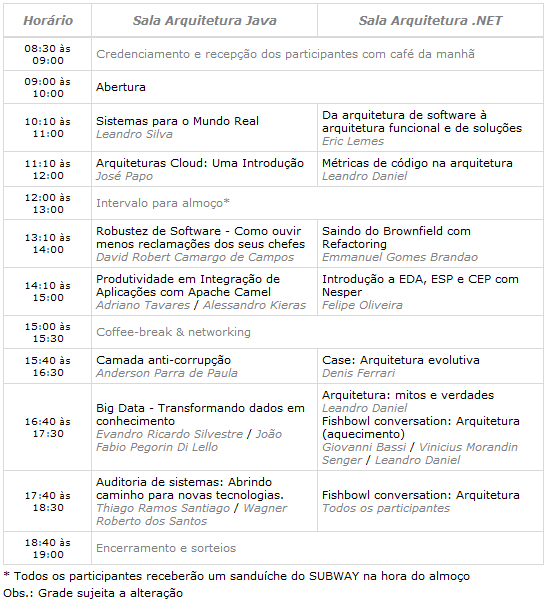 Horário Sala Arquitetura Java Sala Arquitetura .NET
08:30 às
09:00
Credenciamento e recepção dos participantes com café da manhã
09:00 às
10:00
Abertura
10:10 às
11:00
Sistemas para o Mundo Real
Leandro Silva
Da arquitetura de software à
arquitetura funcional e de soluções
Eric Lemes
11:10 às
12:00
Arquiteturas Cloud: Uma Introdução
José Papo
Métricas de código na arquitetura
Leandro Daniel
12:00 às
13:00
Intervalo para almoço*
13:10 às
14:00
Robustez de Software - Como ouvir
menos reclamações dos seus chefes
David Robert Camargo de Campos
Saindo do Brownfield com
Refactoring
Emmanuel Gomes Brandao
14:10 às
15:00
Produtividade em Integração de
Aplicações com Apache Camel
Adriano Tavares / Alessandro Kieras
Introdução a EDA, ESP e CEP com
Nesper
Felipe Oliveira
15:00 às
15:30
Coffee-break & networking
15:40 às
16:30
Camada anti-corrupção
Anderson Parra de Paula
Case: Arquitetura evolutiva
Denis Ferrari
16:40 às
17:30
Big Data - Transformando dados em
conhecimento
Evandro Ricardo Silvestre / João
Fabio Pegorin Di Lello
Arquitetura: mitos e verdades
Leandro Daniel
Fishbowl conversation: Arquitetura
(aquecimento)
Giovanni Bassi / Vinicius Morandin
Senger / Leandro Daniel
17:40 às
18:30
Auditoria de sistemas: Abrindo
caminho para novas tecnologias.
Thiago Ramos Santiago / Wagner
Roberto dos Santos
Fishbowl conversation: Arquitetura
Todos os participantes
18:40 às
19:00
Encerramento e sorteios
* Todos os participantes receberão um sanduíche do SUBWAY na hora do almoço
Obs.: Grade sujeita a alteração